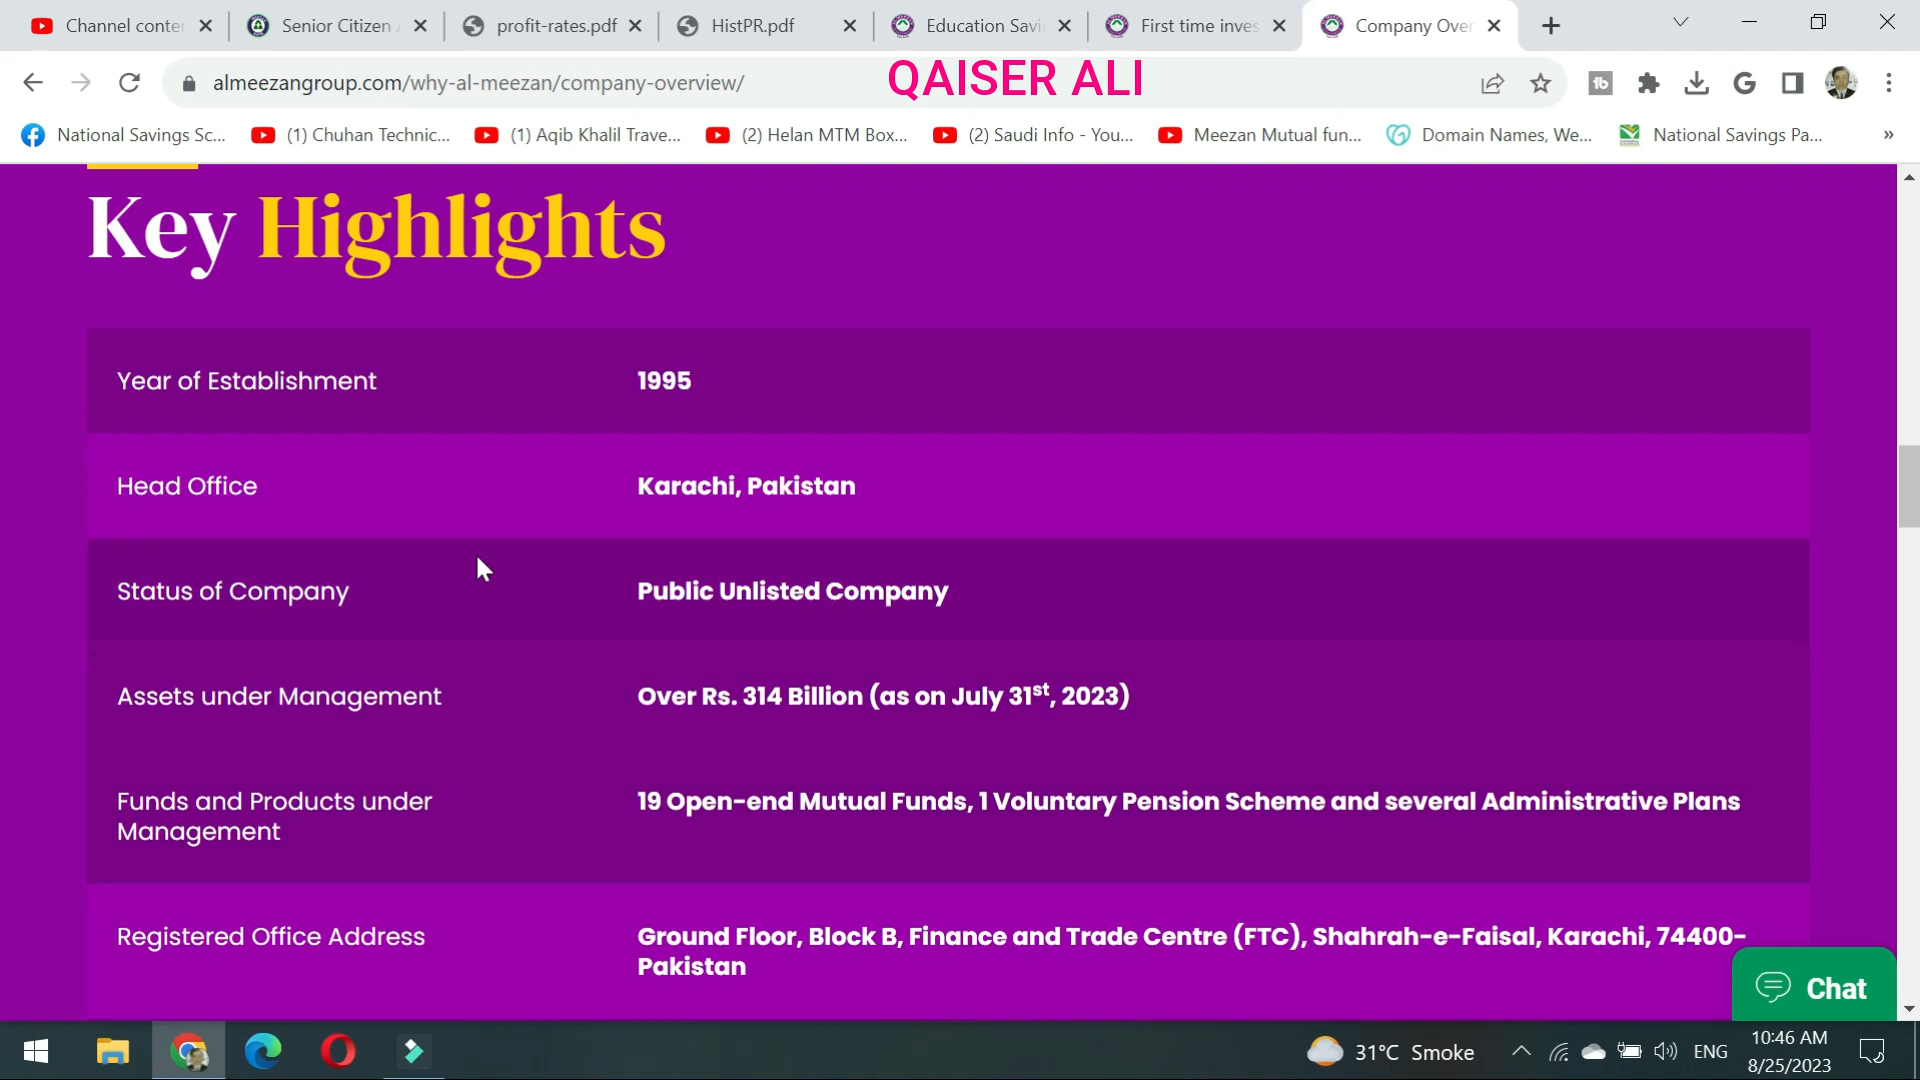 Channel conter
Senior Citizen A
profit-rates.pdf
HistPR.pdf
Education Savi
First time inves
Company Over
almeezangroup.com/why-al-meezan/company-overview/
QAISER ALI
National Savings Sc...
(1) Chuhan Technic...
(1) Aqib Khalil Trave...
(2) Helan MTM Box...
(2) Saudi Info - You...
Meezan Mutual fun...
Domain Names, We...
National Savings Pa...
»
Key Highlights
Year of Establishment 1995
Head Office Karachi, Pakistan
Status of Company Public Unlisted Company
Assets under Management Over Rs. 314 Billion (as on July 31st, 2023)
Funds and Products under 19 Open-end Mutual Funds, 1 Voluntary Pension Scheme and several Administrative Plans
Management
Registered Office Address Ground Floor, Block B, Finance and Trade Centre (FTC), Shahrah-e-Faisal, Karachi, 74400-
Pakistan
Chat
31°C Smoke
ENG
10:46 AM
8/25/2023